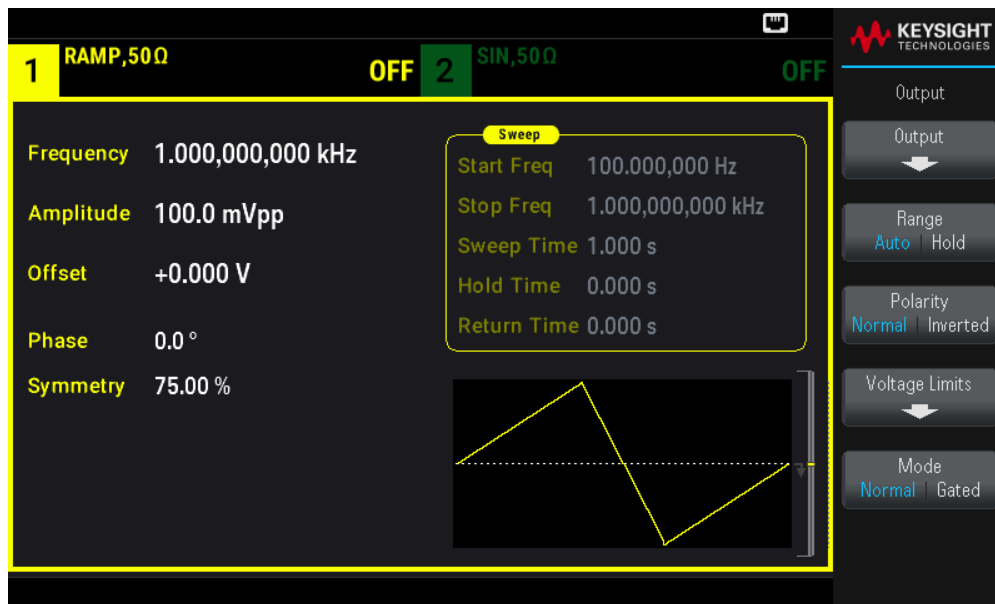 KEYSIGHT
TECHNOLOGIES
1 RAMP,50Ω OFF 2 SIN,50Ω OFF
Output
Frequency 1.000,000,000 kHz
Amplitude 100.0 mVpp
Offset +0.000 V
Phase 0.0 °
Symmetry 75.00 %
Sweep
Start Freq 100.000,000 Hz
Stop Freq 1.000,000,000 kHz
Sweep Time 1.000 s
Hold Time 0.000 s
Return Time 0.000 s
Output
Range
Auto | Hold
Polarity
Normal | Inverted
Voltage Limits
Mode
Normal | Gated